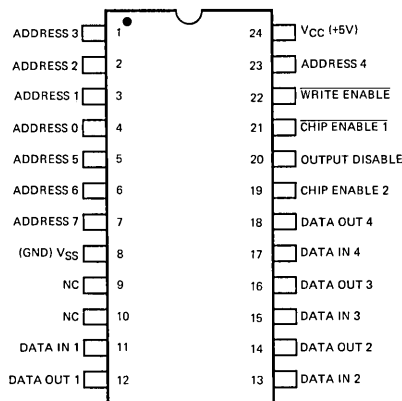 ADDRESS 3 1 24 VCC (+5V)
ADDRESS 2 2 23 ADDRESS 4
ADDRESS 1 3 22 WRITE ENABLE
ADDRESS 0 4 21 CHIP ENABLE 1
ADDRESS 5 5 20 OUTPUT DISABLE
ADDRESS 6 6 19 CHIP ENABLE 2
ADDRESS 7 7 18 DATA OUT 4
(GND) VSS 8 17 DATA IN 4
NC 9 16 DATA OUT 3
NC 10 15 DATA IN 3
DATA IN 1 11 14 DATA OUT 2
DATA OUT 1 12 13 DATA IN 2